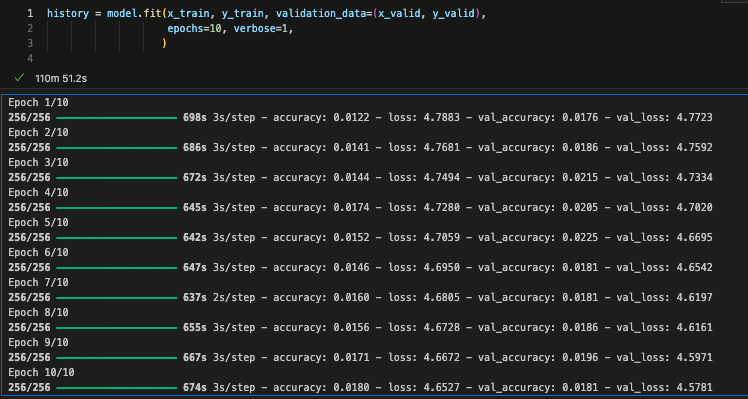 1 history = model.fit(x_train, y_train, validation_data=(x_valid, y_valid),
2 epochs=10, verbose=1,
3 )
4
110m 51.2s
Epoch 1/10
256/256 698s 3s/step - accuracy: 0.0122 - loss: 4.7883 - val_accuracy: 0.0176 - val_loss: 4.7723
Epoch 2/10
256/256 686s 3s/step - accuracy: 0.0141 - loss: 4.7681 - val_accuracy: 0.0186 - val_loss: 4.7592
Epoch 3/10
256/256 672s 3s/step - accuracy: 0.0144 - loss: 4.7494 - val_accuracy: 0.0215 - val_loss: 4.7334
Epoch 4/10
256/256 645s 3s/step - accuracy: 0.0174 - loss: 4.7280 - val_accuracy: 0.0205 - val_loss: 4.7020
Epoch 5/10
256/256 642s 3s/step - accuracy: 0.0152 - loss: 4.7059 - val_accuracy: 0.0225 - val_loss: 4.6695
Epoch 6/10
256/256 647s 3s/step - accuracy: 0.0146 - loss: 4.6950 - val_accuracy: 0.0181 - val_loss: 4.6542
Epoch 7/10
256/256 637s 2s/step - accuracy: 0.0160 - loss: 4.6805 - val_accuracy: 0.0181 - val_loss: 4.6197
Epoch 8/10
256/256 655s 3s/step - accuracy: 0.0156 - loss: 4.6728 - val_accuracy: 0.0186 - val_loss: 4.6161
Epoch 9/10
256/256 667s 3s/step - accuracy: 0.0171 - loss: 4.6672 - val_accuracy: 0.0196 - val_loss: 4.5971
Epoch 10/10
256/256 674s 3s/step - accuracy: 0.0180 - loss: 4.6527 - val_accuracy: 0.0181 - val_loss: 4.5781